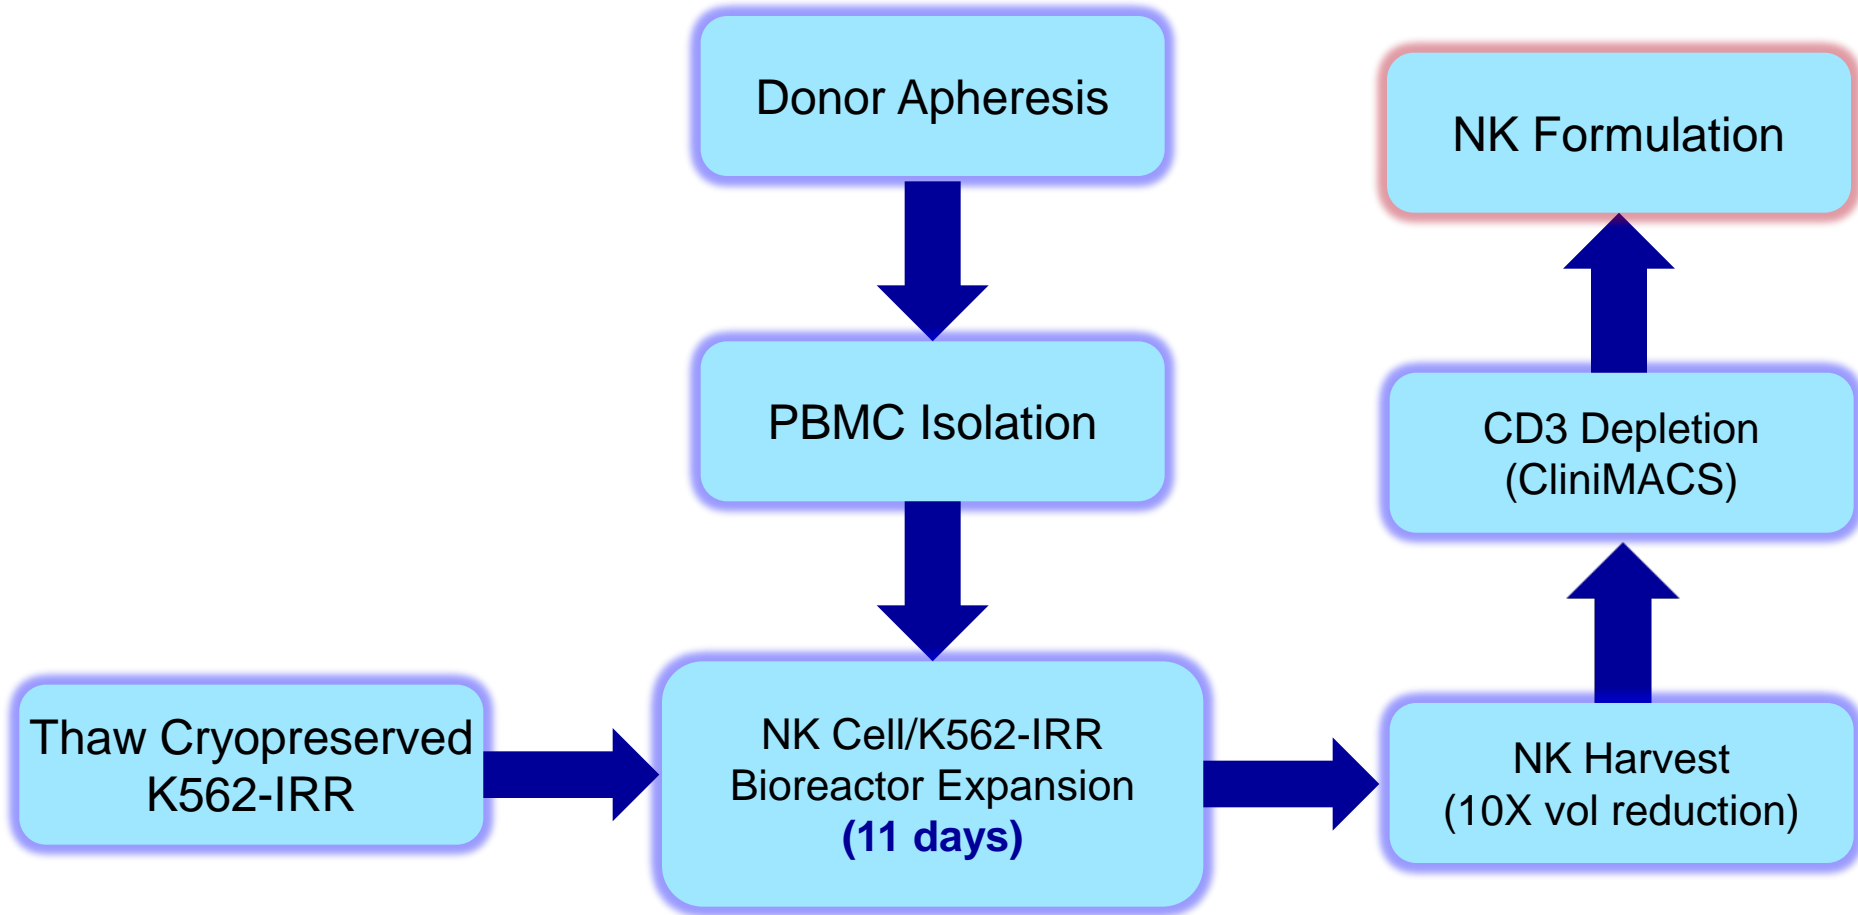 Donor Apheresis
PBMC Isolation
Thaw Cryopreserved
K562-IRR
NK Cell/K562-IRR
Bioreactor Expansion
(11 days)
NK Harvest
(10X vol reduction)
CD3 Depletion
(CliniMACS)
NK Formulation